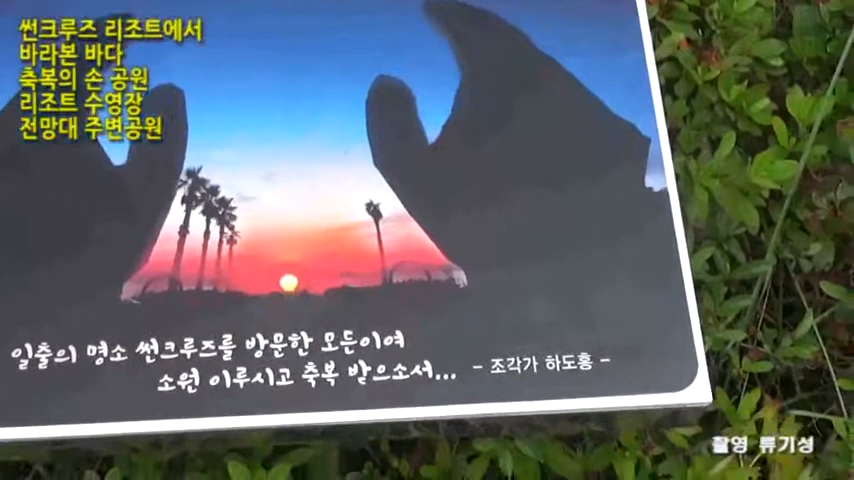 썬크루즈 리조트에서
바라본 바다
축복의 손 공원
리조트 수영장
전망대 주변공원
일출의 명소 썬크루즈를 방문한 모든이여
소원 이루시고 축복 받으소서...
- 조각가 하도홍 -
촬영 류기성